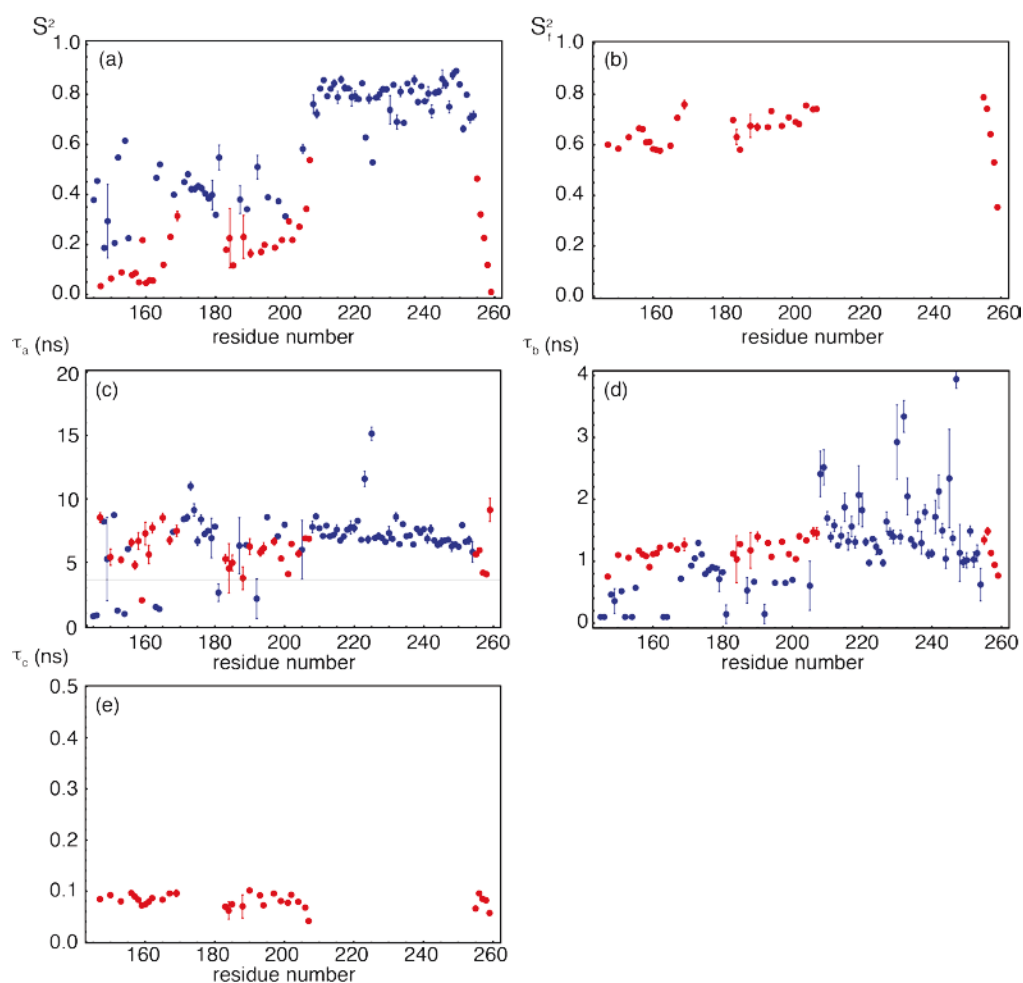 S² S_f²
1.0 (a) 1.0 (b)
0.8 0.8
0.6 0.6
0.4 0.4
0.2 0.2
0.0 0.0
160 180 200 220 240 260 160 180 200 220 240 260
residue number residue number
τ_a (ns) τ_b (ns)
20 (c) 4 (d)
15 3
10 2
5 1
0 0
160 180 200 220 240 260 160 180 200 220 240 260
τ_c (ns) residue number residue number
0.5 (e)
0.4
0.3
0.2
0.1
0.0
160 180 200 220 240 260
residue number